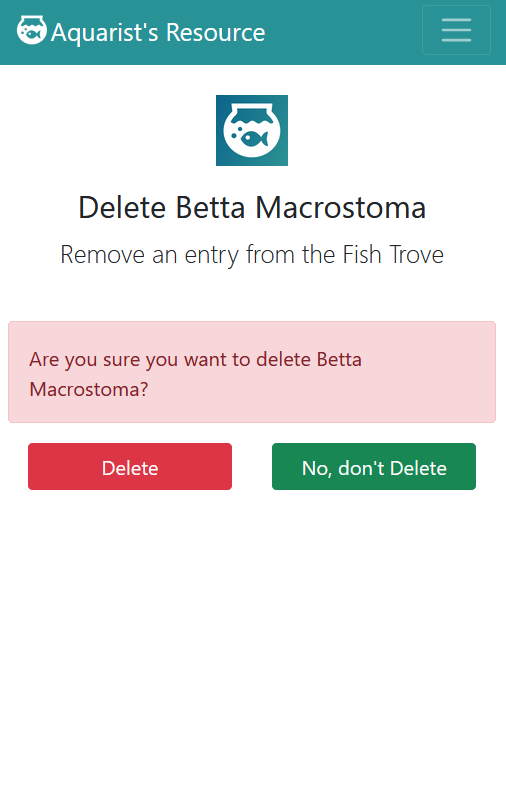 Aquarist's Resource
Delete Betta Macrostoma
Remove an entry from the Fish Trove
Are you sure you want to delete Betta
Macrostoma?
Delete
No, don't Delete